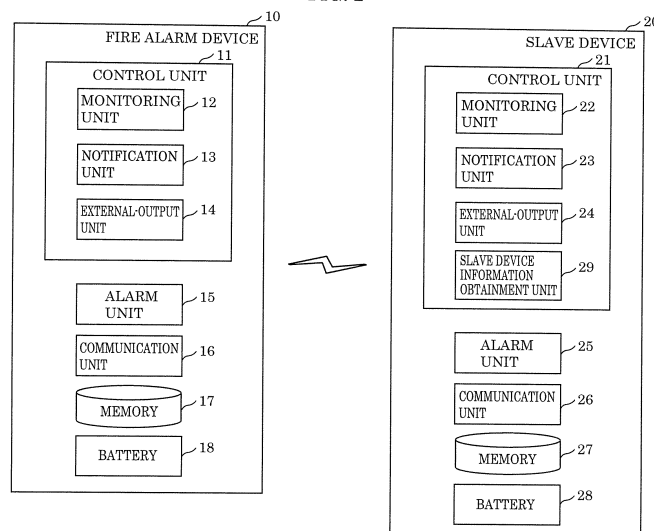 10
FIRE ALARM DEVICE
11
CONTROL UNIT
MONITORING
UNIT
12
NOTIFICATION
UNIT
13
EXTERNAL-OUTPUT
UNIT
14
ALARM
UNIT
15
COMMUNICATION
UNIT
16
MEMORY
17
BATTERY
18
20
SLAVE DEVICE
21
CONTROL UNIT
MONITORING
UNIT
22
NOTIFICATION
UNIT
23
EXTERNAL-OUTPUT
UNIT
24
SLAVE DEVICE
INFORMATION
OBTAINMENT UNIT
29
ALARM
UNIT
25
COMMUNICATION
UNIT
26
MEMORY
27
BATTERY
28